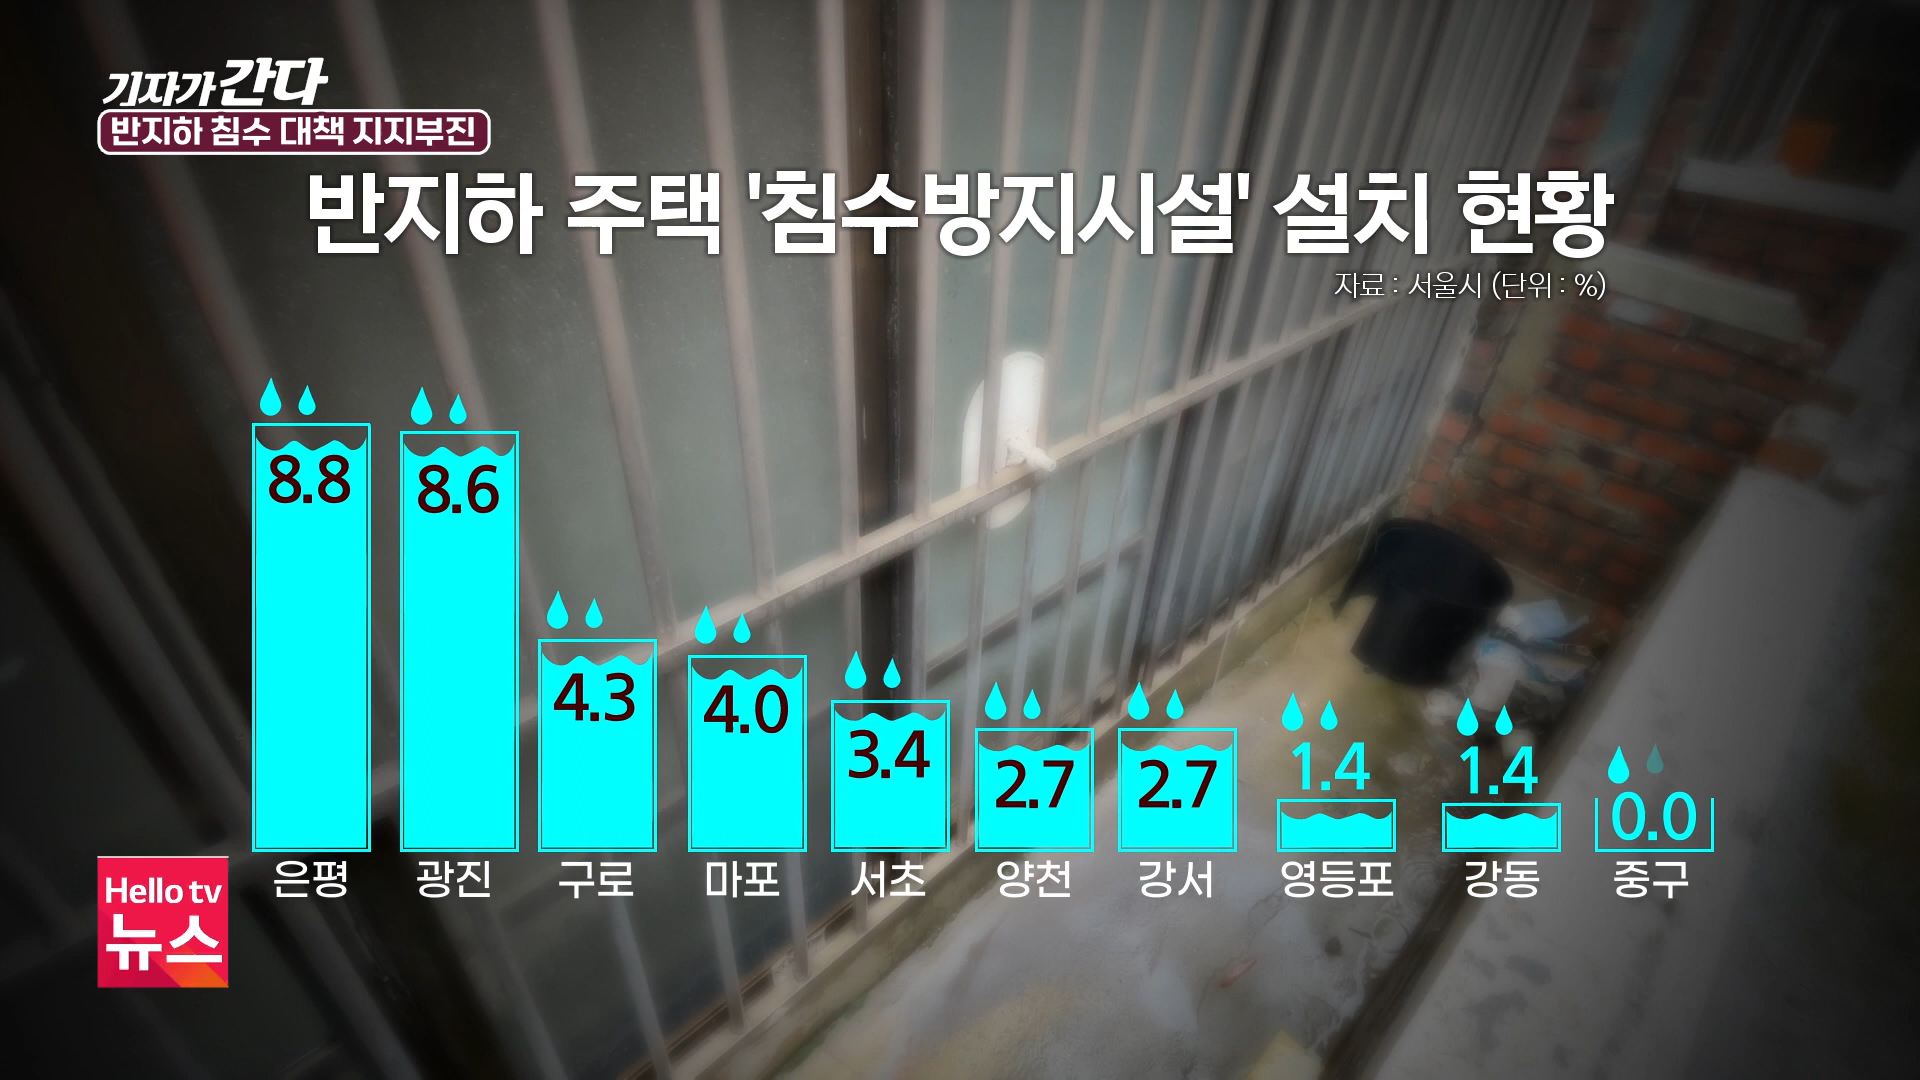 기자가 간다
반지하 침수 대책 지지부진
반지하 주택 '침수방지시설' 설치 현황
자료 : 서울시 (단위 : %)
8.8
8.6
4.3
4.0
3.4
2.7
2.7
1.4
1.4
0.0
은평
광진
구로
마포
서초
양천
강서
영등포
강동
중구
Hello tv
뉴스